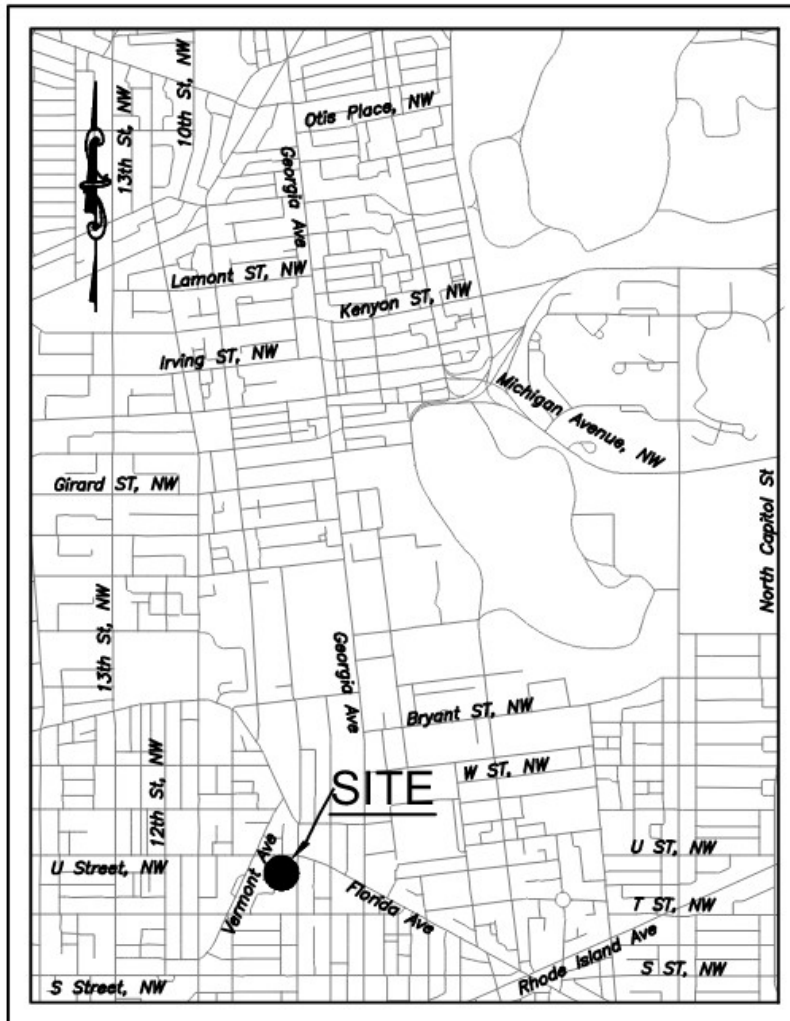 13th St, NW
10th St, NW
Otis Place, NW
Georgia Ave
Lamont ST, NW
Kenyon ST, NW
Irving ST, NW
Michigan Avenue, NW
Girard ST, NW
North Capitol St
13th St, NW
Georgia Ave
Bryant ST, NW
12th St, NW
W ST, NW
SITE
U Street, NW
Vermont Ave
U ST, NW
Florida Ave
T ST, NW
Rhode Island Ave
S ST, NW
S Street, NW